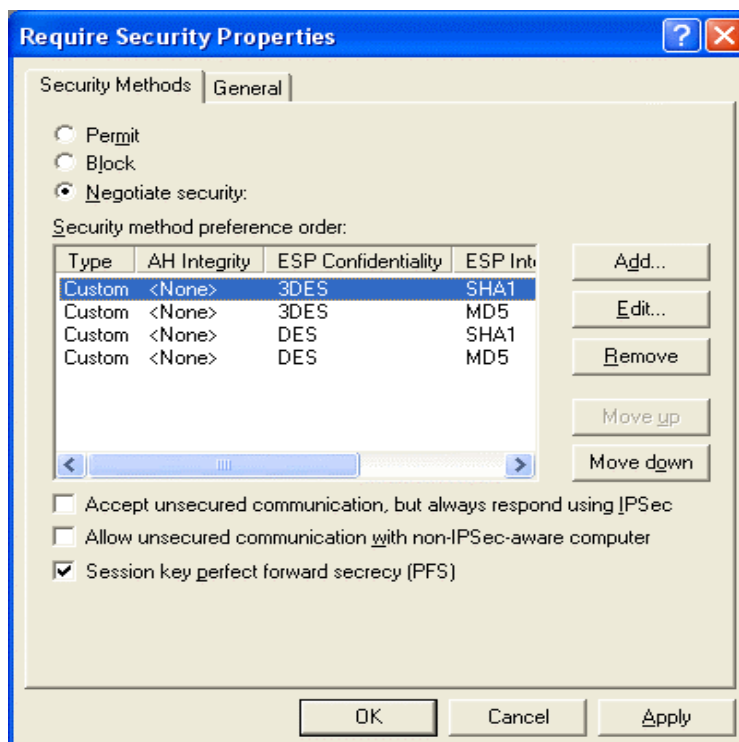 Require Security Properties
Security Methods General
Permit
Block
Negotiate security:
Security method preference order:
Type AH Integrity ESP Confidentiality ESP Int
Custom <None> 3DES SHA1
Custom <None> 3DES MD5
Custom <None> DES SHA1
Custom <None> DES MD5
Add...
Edit...
Remove
Move up
Move down
Accept unsecured communication, but always respond using IPSec
Allow unsecured communication with non-IPSec-aware computer
Session key perfect forward secrecy (PFS)
OK Cancel Apply